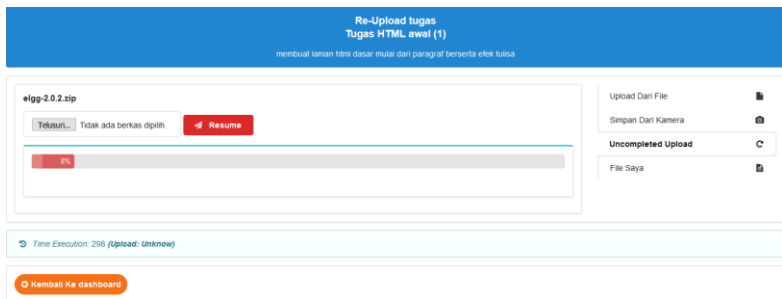 Re-Upload tugas
Tugas HTML awal (1)
membuat laman html dasar mulai dari paragraf berserta efek tulisa
elgg-2.0.2.zip
Telusuri... Tidak ada berkas dipilih.
Resume
8%
Upload Dari File
Simpan Dari Kamera
Uncompleted Upload
File Saya
Time Execution: 298 (Upload: Unknow)
Kembali Ke dashboard